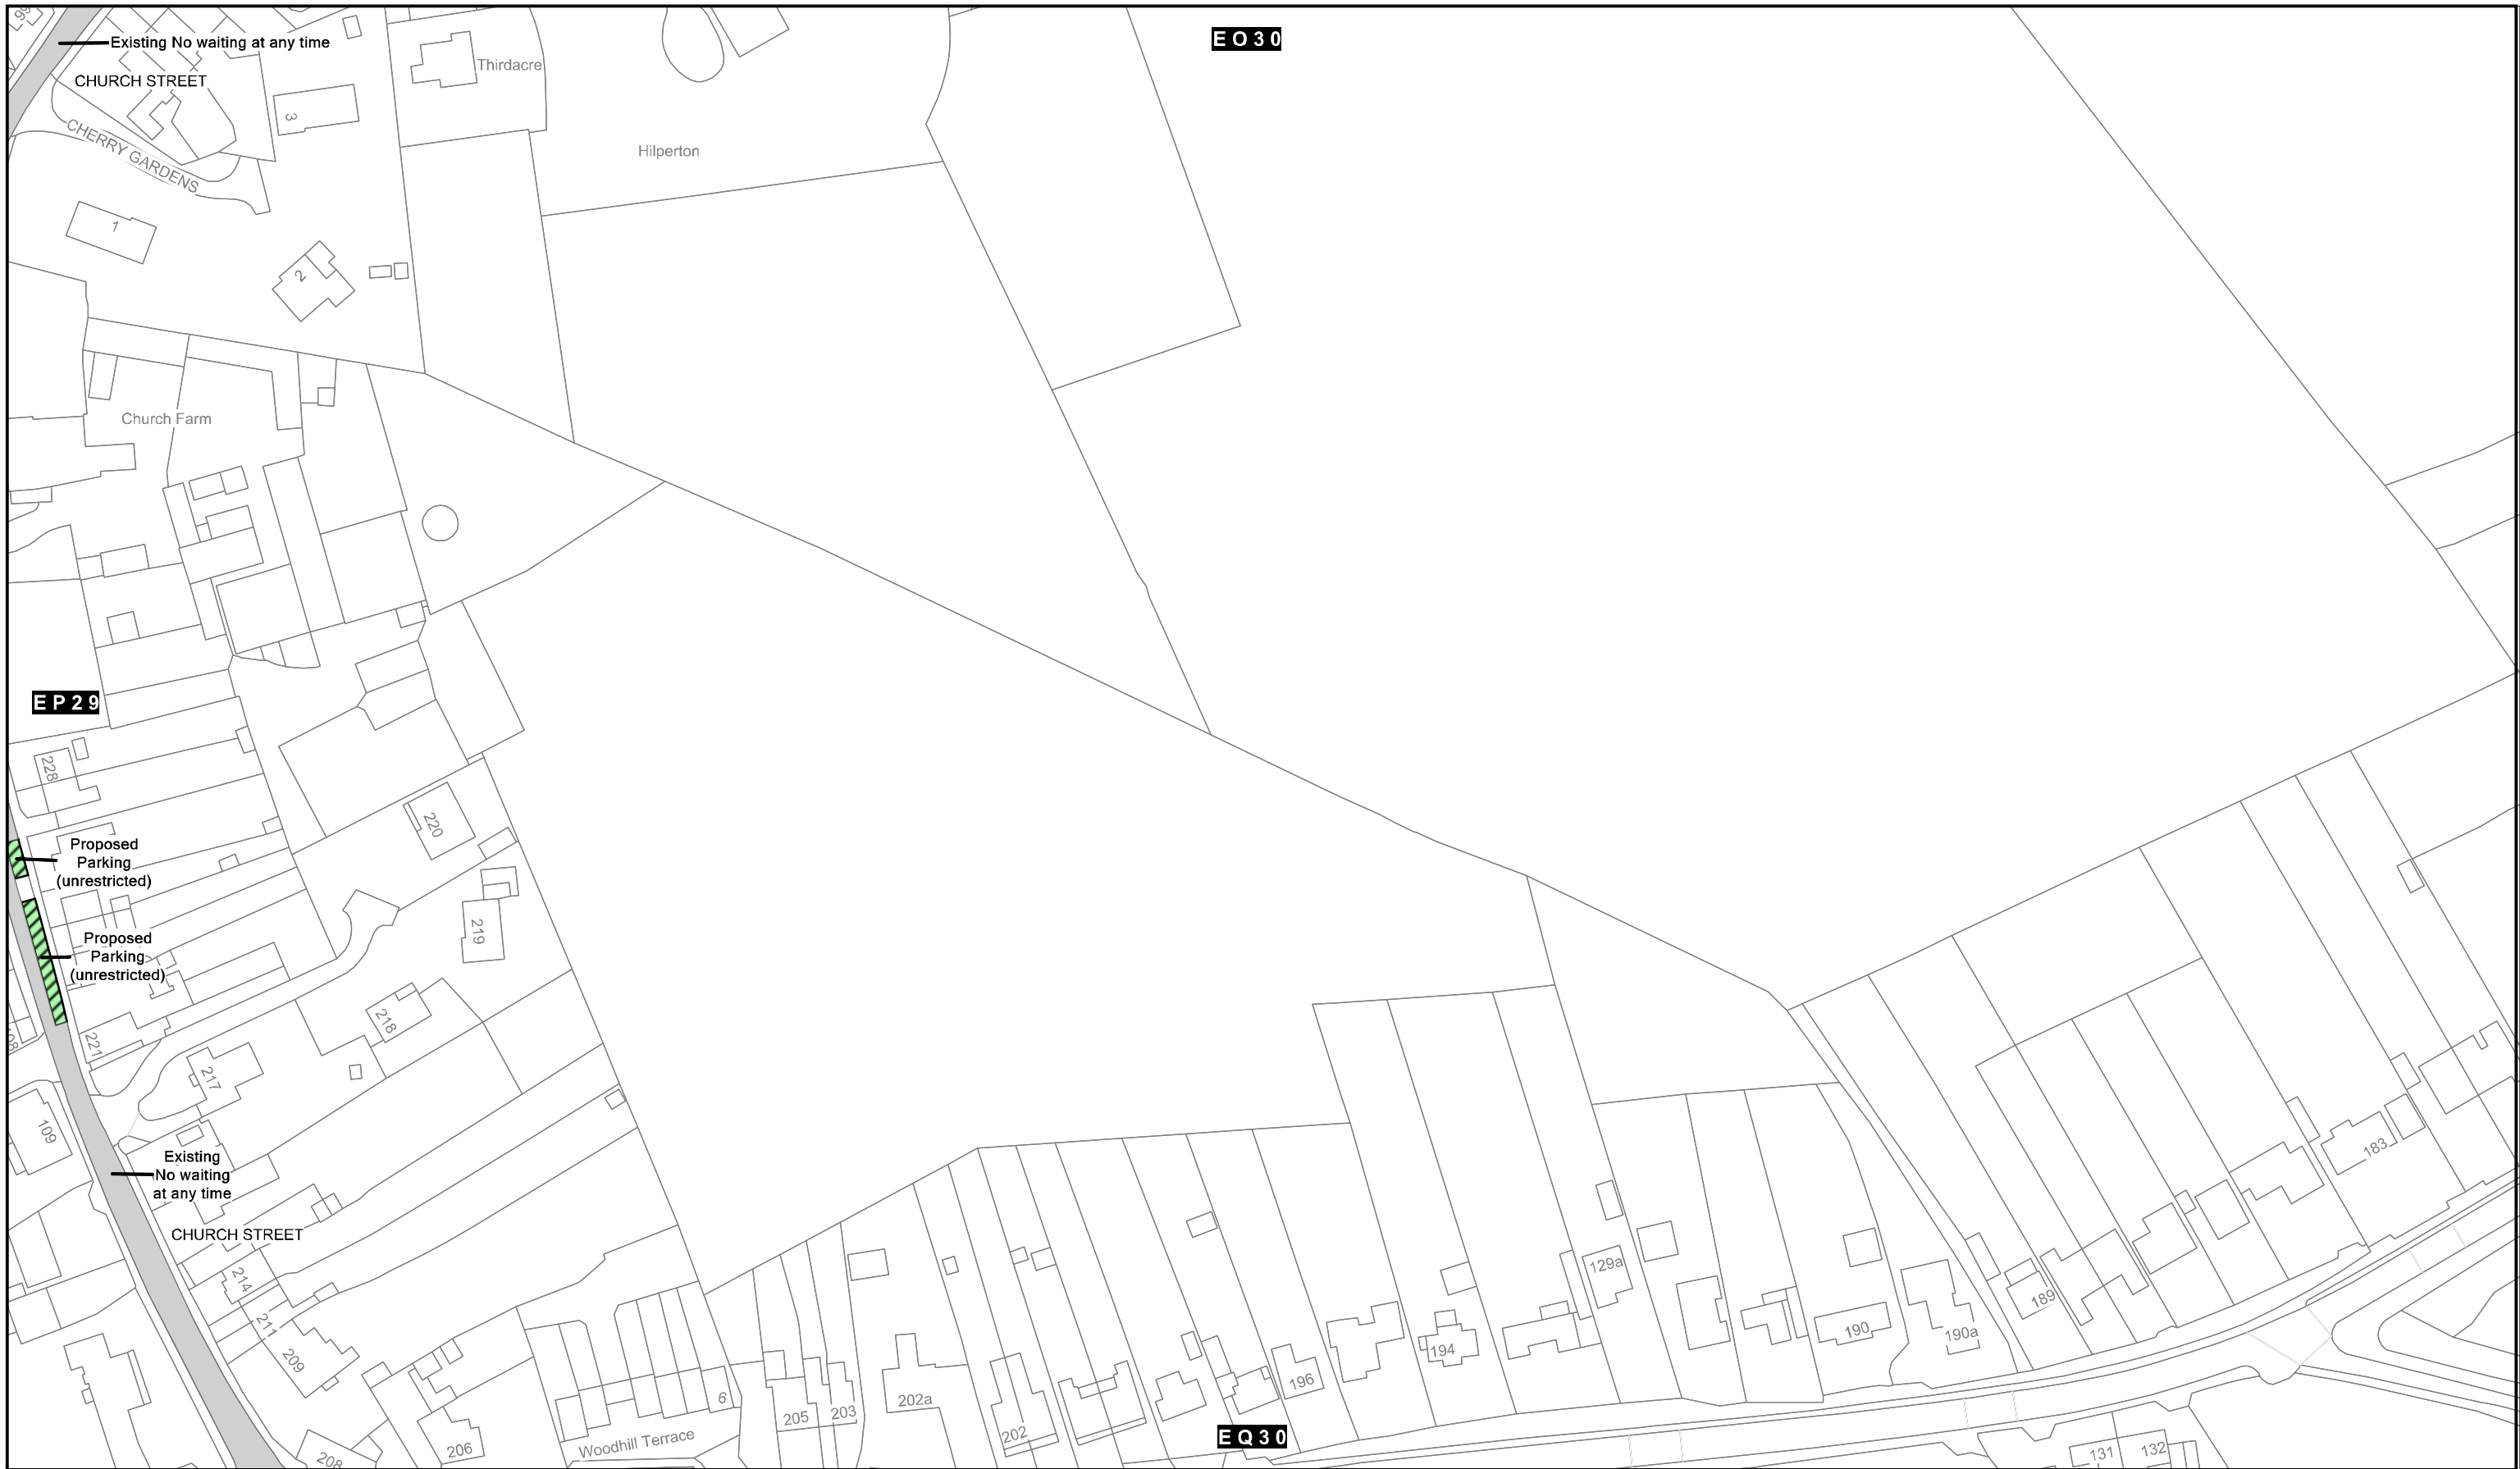 99
Existing No waiting at any time
CHURCH STREET
CHERRY GARDENS
3
Thirdacre
Hilperton
EO30
1
2
Church Farm
EP29
228
Proposed
Parking
(unrestricted)
220
Proposed
Parking
(unrestricted)
219
218
221
217
109
Existing
No waiting
at any time
CHURCH STREET
214
211
209
208
206
Woodhill Terrace
6
205
203
202a
202
196
194
129a
190
190a
189
183
EQ30
131
132